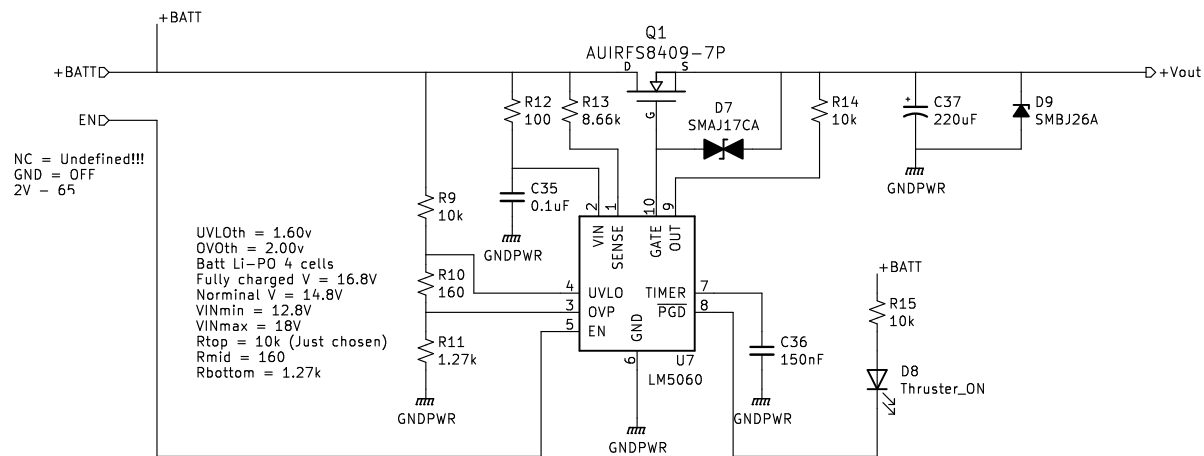 +BATT
Q1
AUIRFS8409-7P
D
S
G
+BATT
+Vout
EN
R12
100
R13
8.66k
D7
SMAJ17CA
R14
10k
C37
220uF
+
D9
SMBJ26A
NC = Undefined!!!
GND = OFF
2V - 65
GNDPWR
R9
10k
C35
0.1uF
GNDPWR
2
1
10
9
VIN
SENSE
GATE
OUT
UVLOth = 1.60v
OVOth = 2.00v
Batt Li-PO 4 cells
Fully charged V = 16.8V
Norminal V = 14.8V
VINmin = 12.8V
VINmax = 18V
Rtop = 10k (Just chosen)
Rmid = 160
Rbottom = 1.27k
R10
160
R11
1.27k
GNDPWR
4
UVLO
3
OVP
5
EN
TIMER
7
PGD
8
GND
6
U7
LM5060
GNDPWR
C36
150nF
GNDPWR
+BATT
R15
10k
D8
Thruster_ON